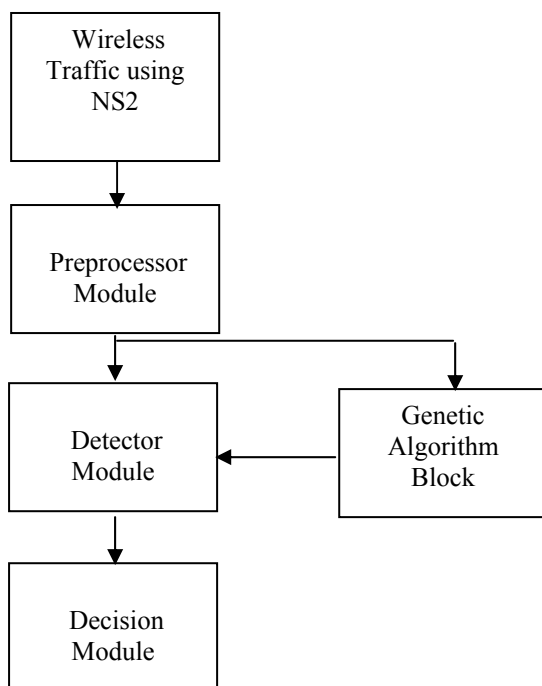 Wireless
Traffic using
NS2
Preprocessor
Module
Detector
Module
Genetic
Algorithm
Block
Decision
Module